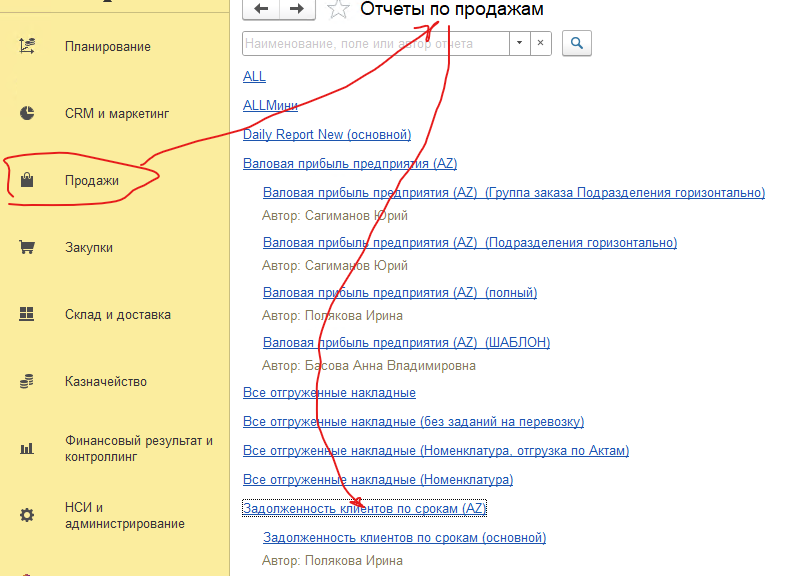 Отчеты по продажам
Наименование, поле или автор отчета
Планирование
CRM и маркетинг
Продажи
Закупки
Склад и доставка
Казначейство
Финансовый результат и
контроллинг
НСИ и
администрирование
ALL
ALLМини
Daily Report New (основной)
Валовая прибыль предприятия (AZ)
Валовая прибыль предприятия (AZ) (Группа заказа Подразделения горизонтально)
Автор: Сагиманов Юрий
Валовая прибыль предприятия (AZ) (Подразделения горизонтально)
Автор: Сагиманов Юрий
Валовая прибыль предприятия (AZ) (полный)
Автор: Полякова Ирина
Валовая прибыль предприятия (AZ) (ШАБЛОН)
Автор: Басова Анна Владимировна
Все отгруженные накладные
Все отгруженные накладные (без заданий на перевозку)
Все отгруженные накладные (Номенклатура, отгрузка по Актам)
Все отгруженные накладные (Номенклатура)
Задолженность клиентов по срокам (AZ)
Задолженность клиентов по срокам (основной)
Автор: Полякова Ирина